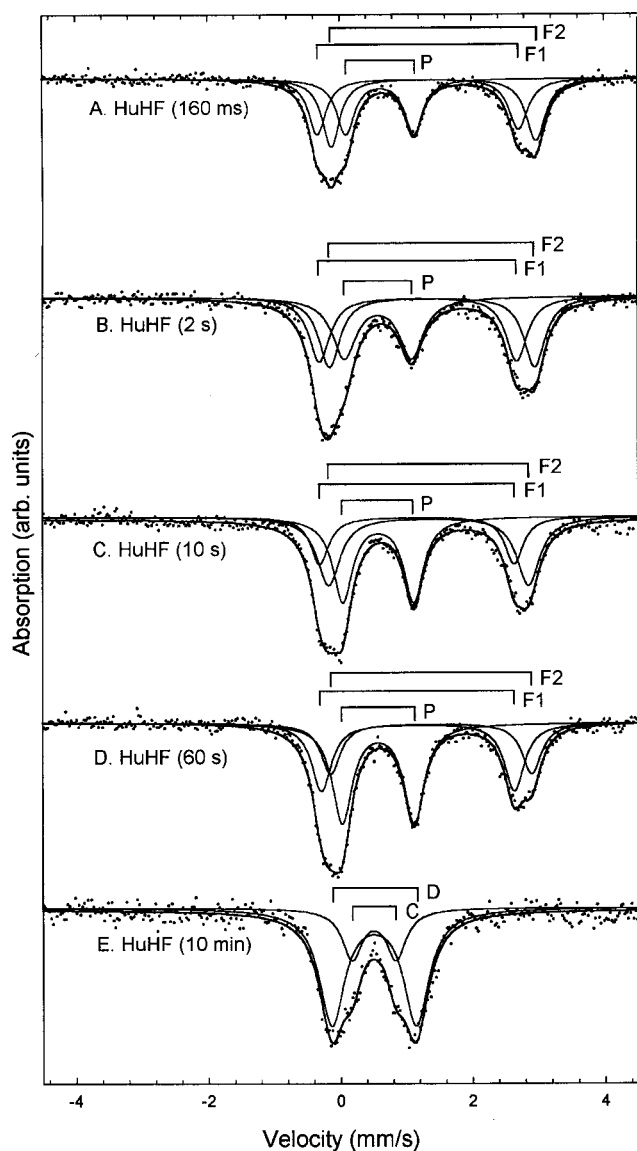 F2
F1
P
A. HuHF (160 ms)
F2
F1
P
B. HuHF (2 s)
F2
F1
P
C. HuHF (10 s)
F2
F1
P
D. HuHF (60 s)
D
C
E. HuHF (10 min)
Absorption (arb. units)
-4 -2 0 2 4
Velocity (mm/s)